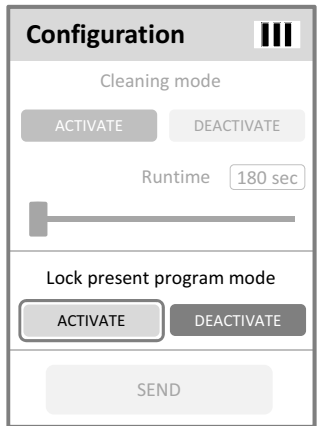 Configuration
Cleaning mode
ACTIVATE DEACTIVATE
Runtime 180 sec
Lock present program mode
ACTIVATE DEACTIVATE
SEND